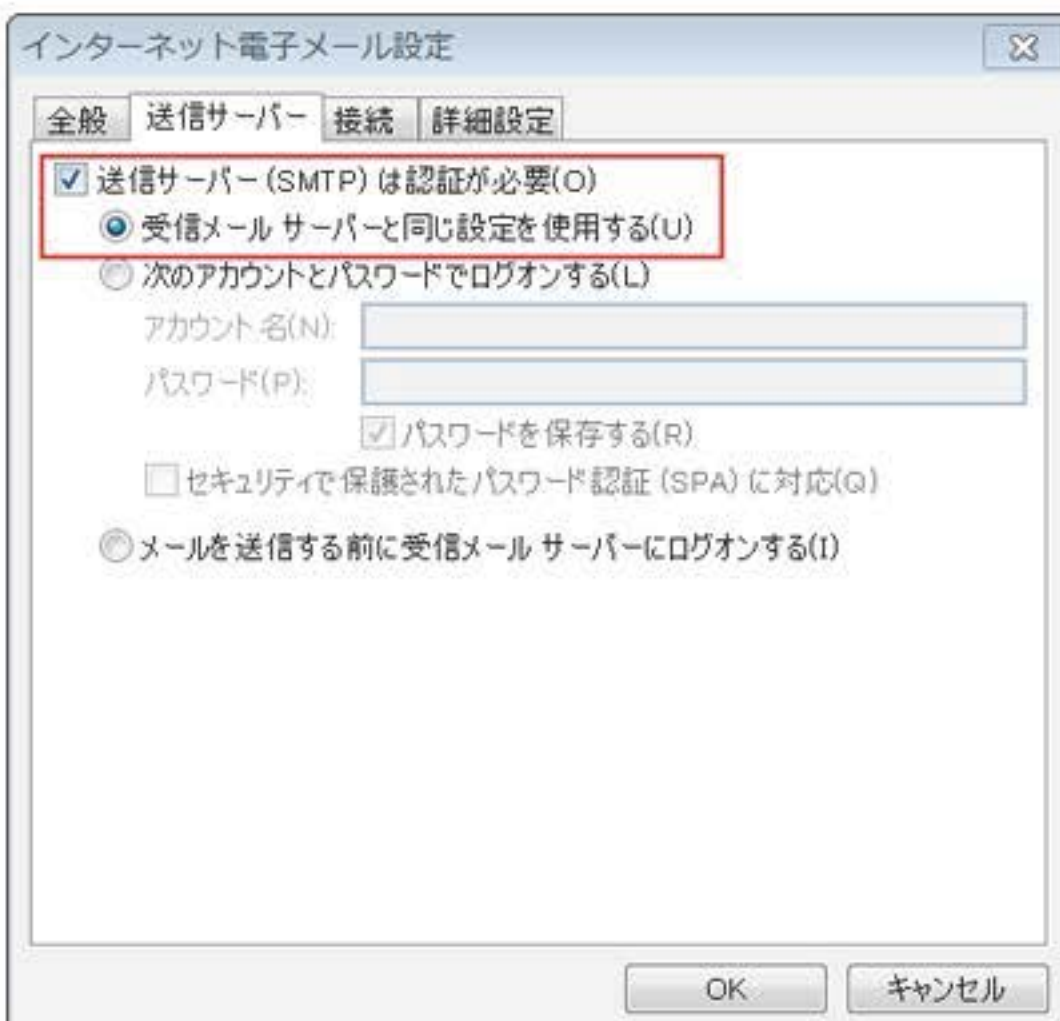 インターネット電子メール設定
全般 送信サーバー 接続 詳細設定
送信サーバー (SMTP) は認証が必要(O)
受信メール サーバーと同じ設定を使用する(U)
次のアカウントとパスワードでログオンする(L)
アカウント名(N):
パスワード(P):
パスワードを保存する(R)
セキュリティで保護されたパスワード認証 (SPA) に対応(Q)
メールを送信する前に受信メール サーバーにログオンする(I)
OK キャンセル